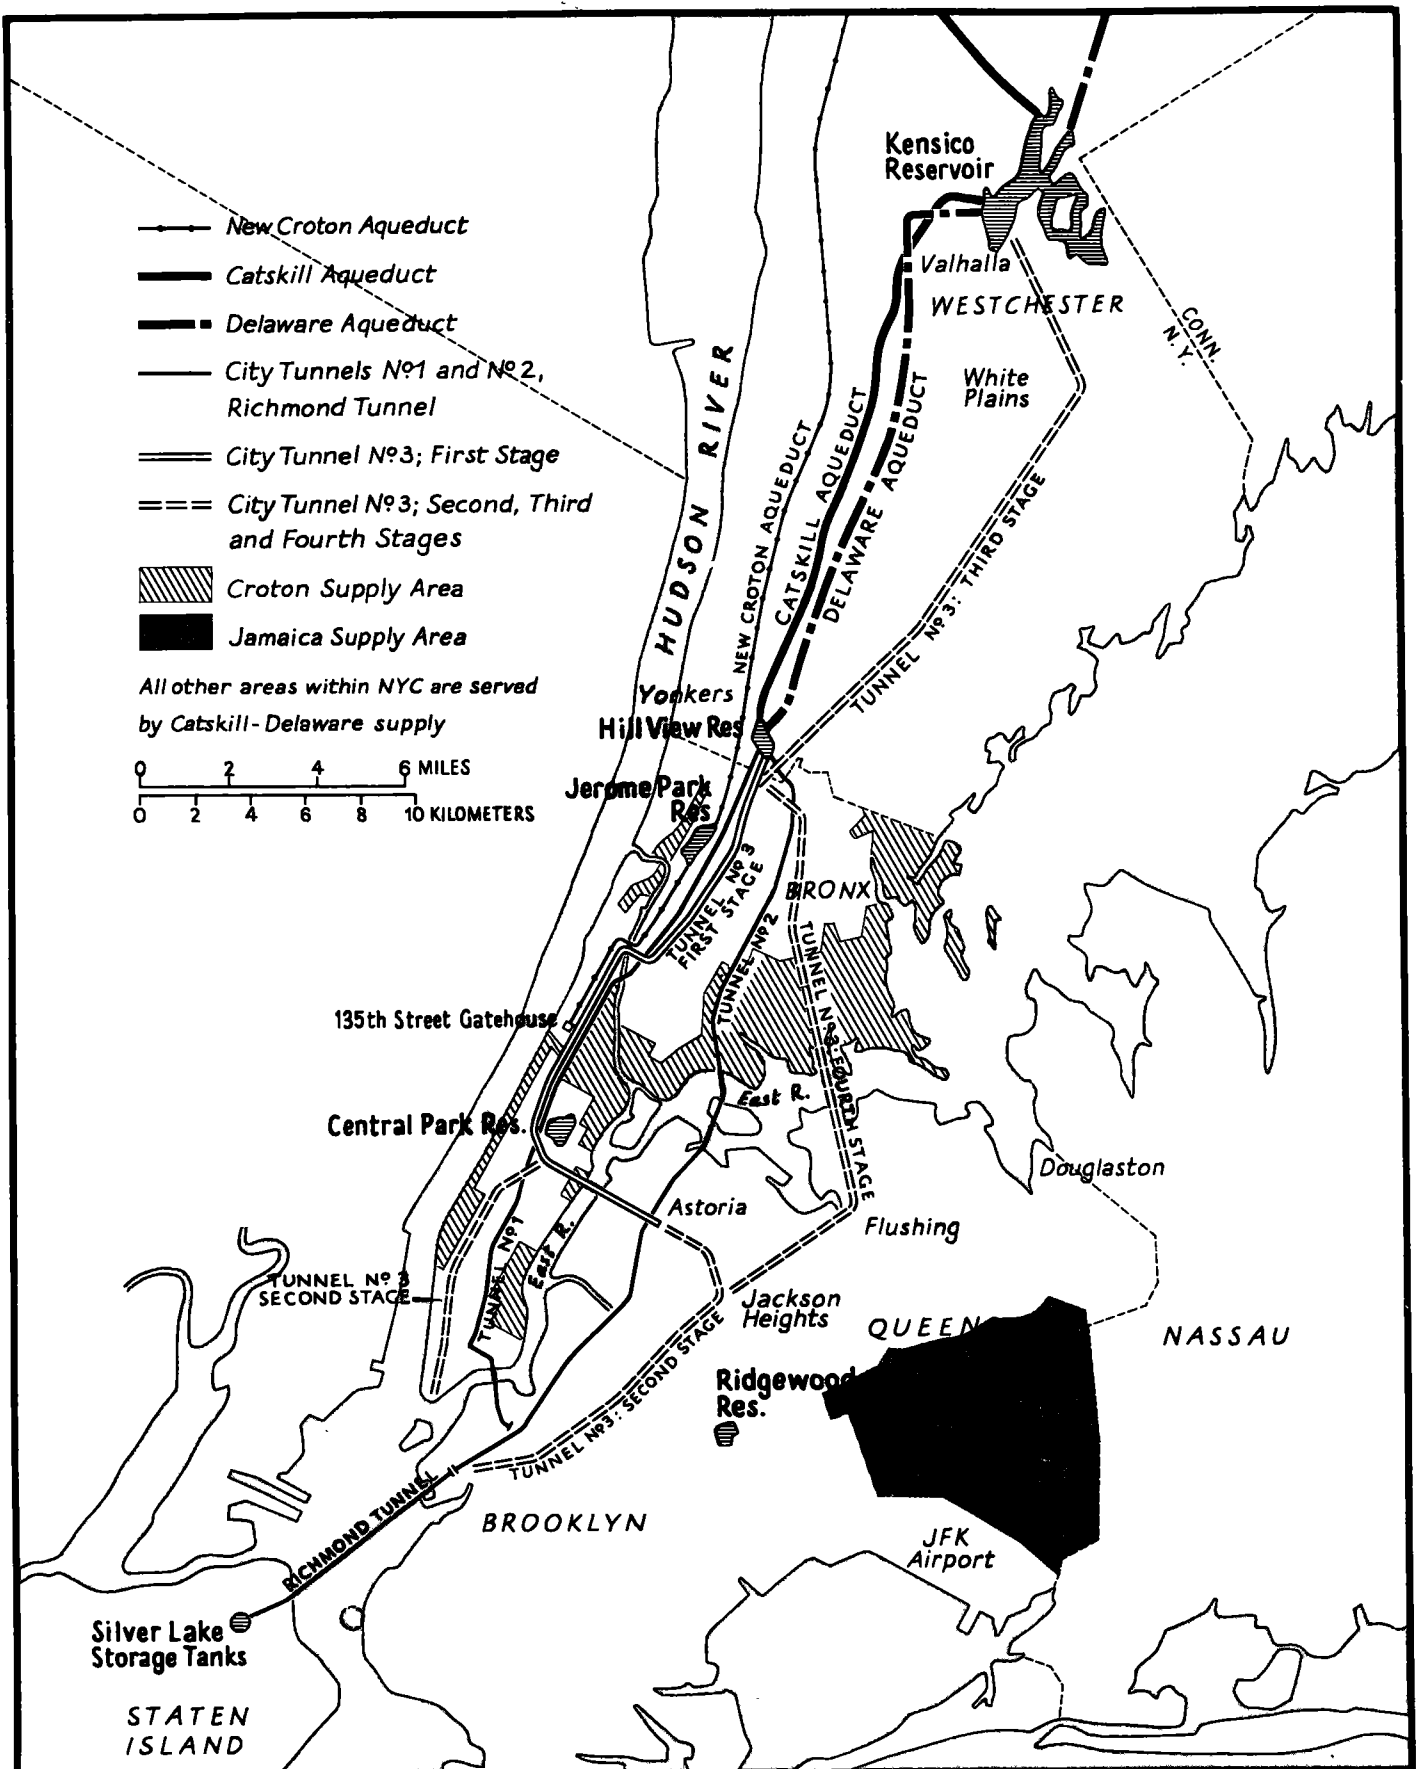 Kensico
Reservoir
New Croton Aqueduct
Catskill Aqueduct
Delaware Aqueduct
City Tunnels Nº1 and Nº2,
Richmond Tunnel
City Tunnel Nº3; First Stage
City Tunnel Nº3; Second, Third
and Fourth Stages
Croton Supply Area
Jamaica Supply Area
All other areas within NYC are served
by Catskill-Delaware supply
0 2 4 6 MILES
0 2 4 6 8 10 KILOMETERS
Valhalla
WESTCHESTER
CONN.
N.Y.
White
Plains
HUDSON RIVER
NEW CROTON AQUEDUCT
CATSKILL AQUEDUCT
DELAWARE AQUEDUCT
TUNNEL Nº3: THIRD STAGE
Yonkers
Hill View Res
Jerome Park
Res
TUNNEL Nº 3
FIRST STAGE
BRONX
TUNNEL Nº2
TUNNEL Nº3: FOURTH STAGE
135th Street Gatehouse
Central Park Res.
East R.
Douglaston
Astoria
Flushing
TUNNEL Nº1
East R.
TUNNEL Nº 3
SECOND STAGE
Jackson
Heights
QUEEN
NASSAU
TUNNEL Nº3: SECOND STAGE
Ridgewood
Res.
RICHMOND TUNNEL
BROOKLYN
JFK
Airport
Silver Lake
Storage Tanks
STATEN
ISLAND